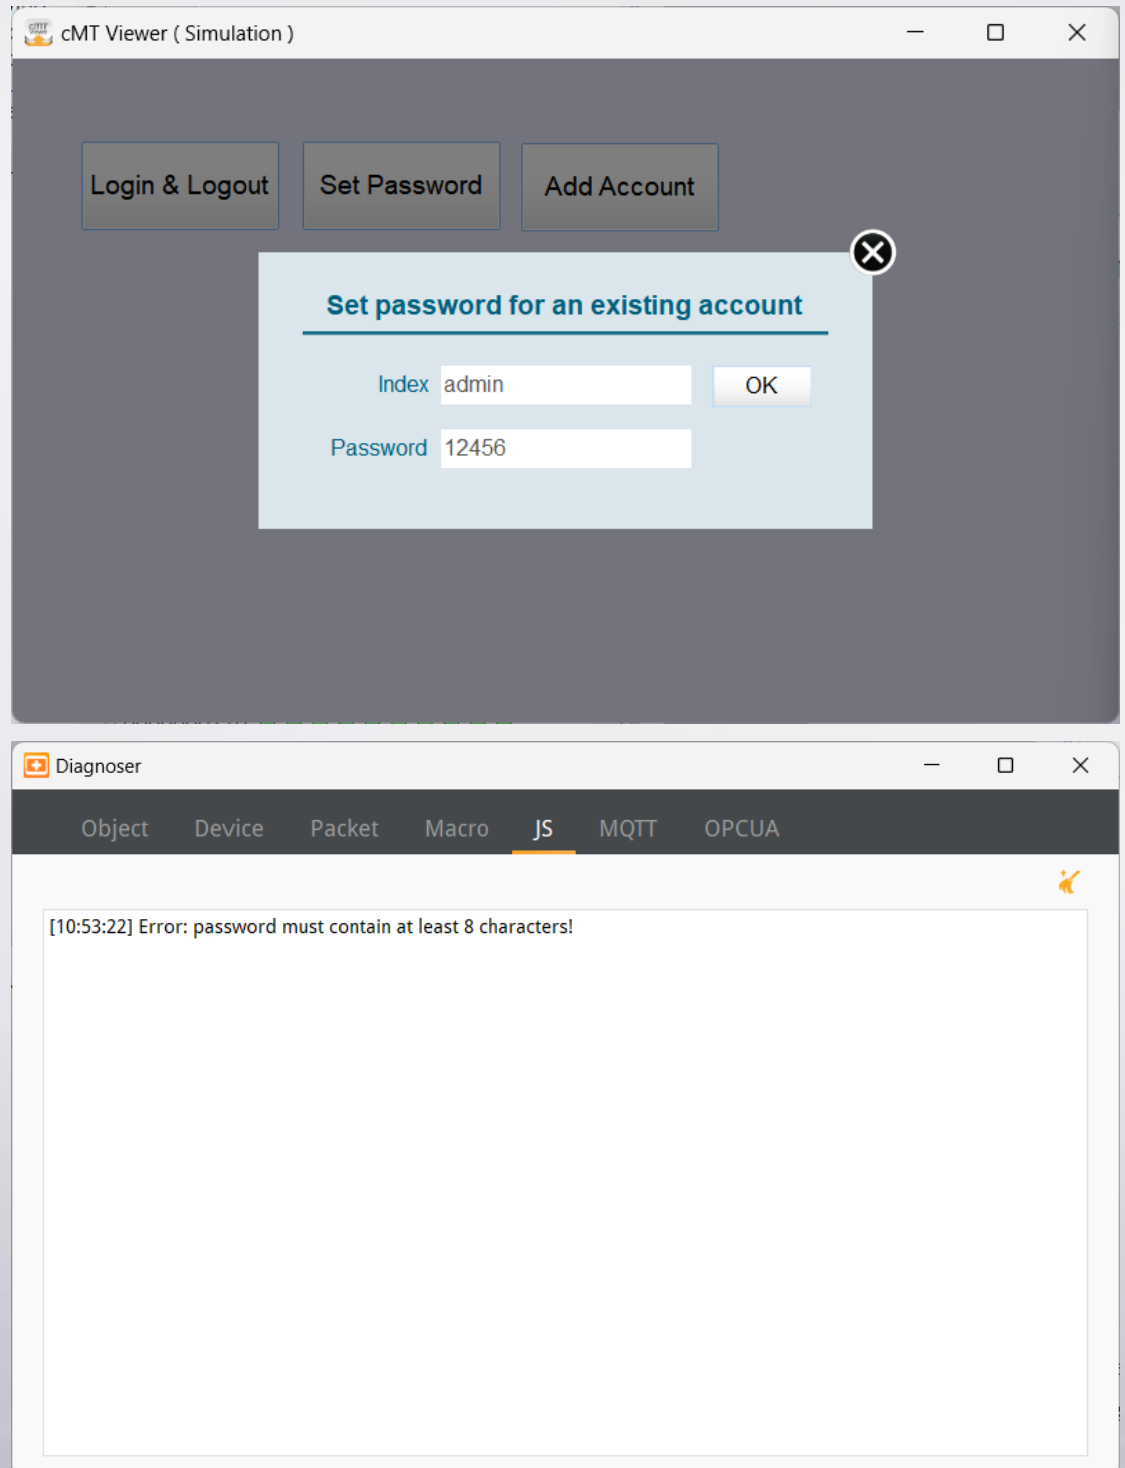 cMT Viewer ( Simulation )
Login & Logout
Set Password
Add Account
Set password for an existing account
Index admin OK
Password 12456
Diagnoser
Object Device Packet Macro JS MQTT OPCUA
[10:53:22] Error: password must contain at least 8 characters!